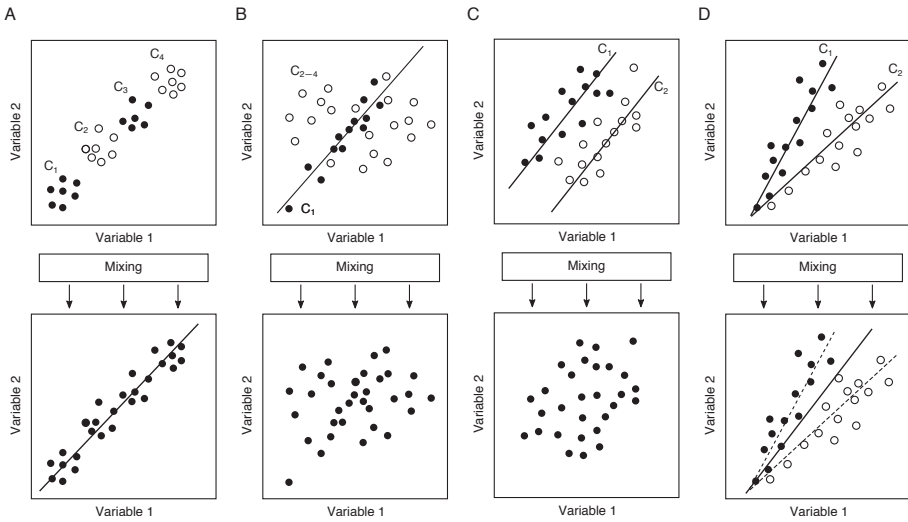 A
B
C
D
Variable 2
C₁
C₂
C₃
C₄
Variable 1
C₂₋₄
C₁
Variable 1
Variable 2
C₁
C₂
Variable 1
Variable 2
C₁
C₂
Variable 1
Variable 2
Mixing
Mixing
Mixing
Mixing
Variable 2
Variable 1
Variable 2
Variable 1
Variable 2
Variable 1
Variable 2
Variable 1